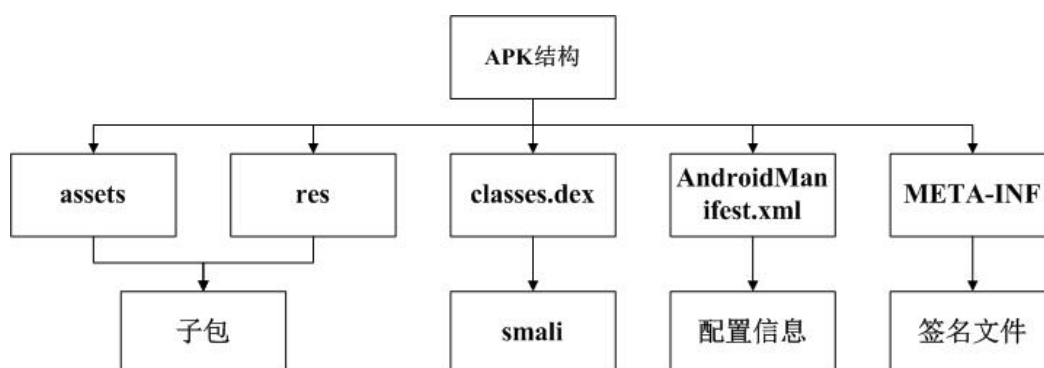 APK结构
assets
res
classes.dex
AndroidMan
ifest.xml
META-INF
子包
smali
配置信息
签名文件